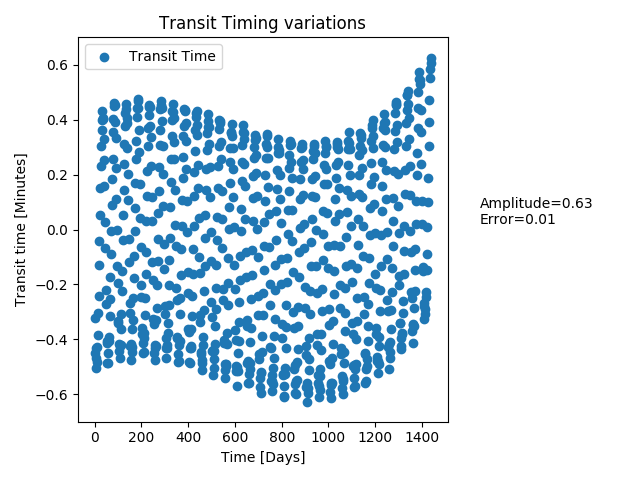 Transit Timing variations
Transit Time
Transit time [Minutes]
0.6
0.4
0.2
0.0
−0.2
−0.4
−0.6
0 200 400 600 800 1000 1200 1400
Time [Days]
Amplitude=0.63
Error=0.01